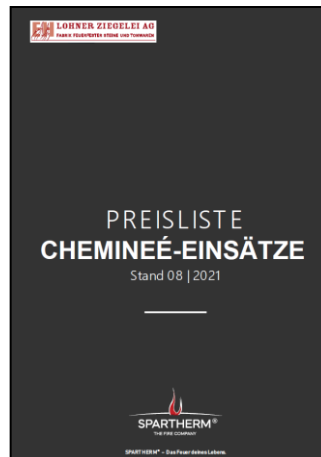 LOHNER ZIEGELEI AG
FABRIK FEUERFESTER STEINE UND TONWAREN
PREISLISTE
CHEMINEÉ-EINSÄTZE
Stand 08 | 2021
SPARTHERM®
THE FIRE COMPANY
SPARTHERM® – Das Feuer deines Lebens.